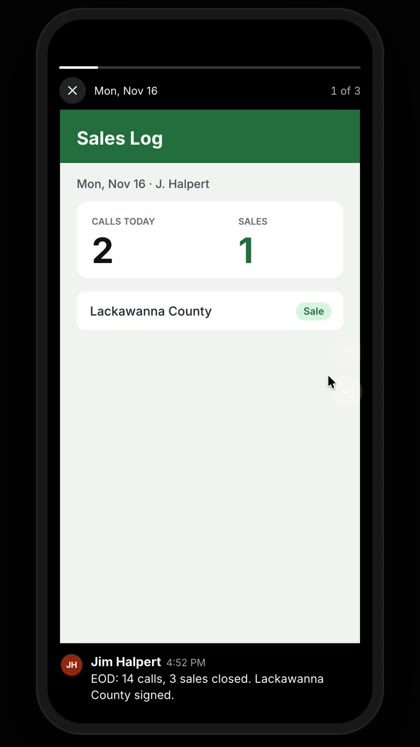 Mon, Nov 16
1 of 3
Sales Log
Mon, Nov 16 · J. Halpert
CALLS TODAY
SALES
2
1
Lackawanna County
Sale
JH
Jim Halpert 4:52 PM
EOD: 14 calls, 3 sales closed. Lackawanna
County signed.